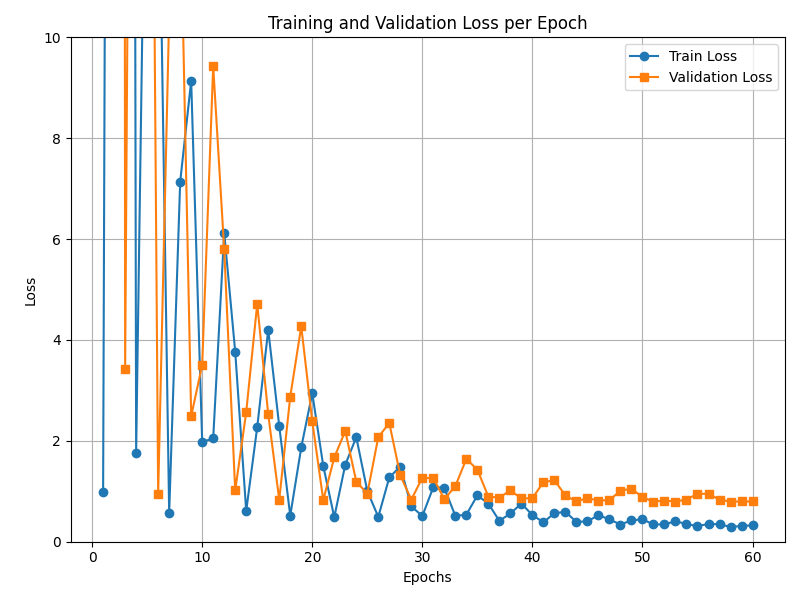 Training and Validation Loss per Epoch
Train Loss
Validation Loss
10
8
6
4
2
0
Loss
0 10 20 30 40 50 60
Epochs